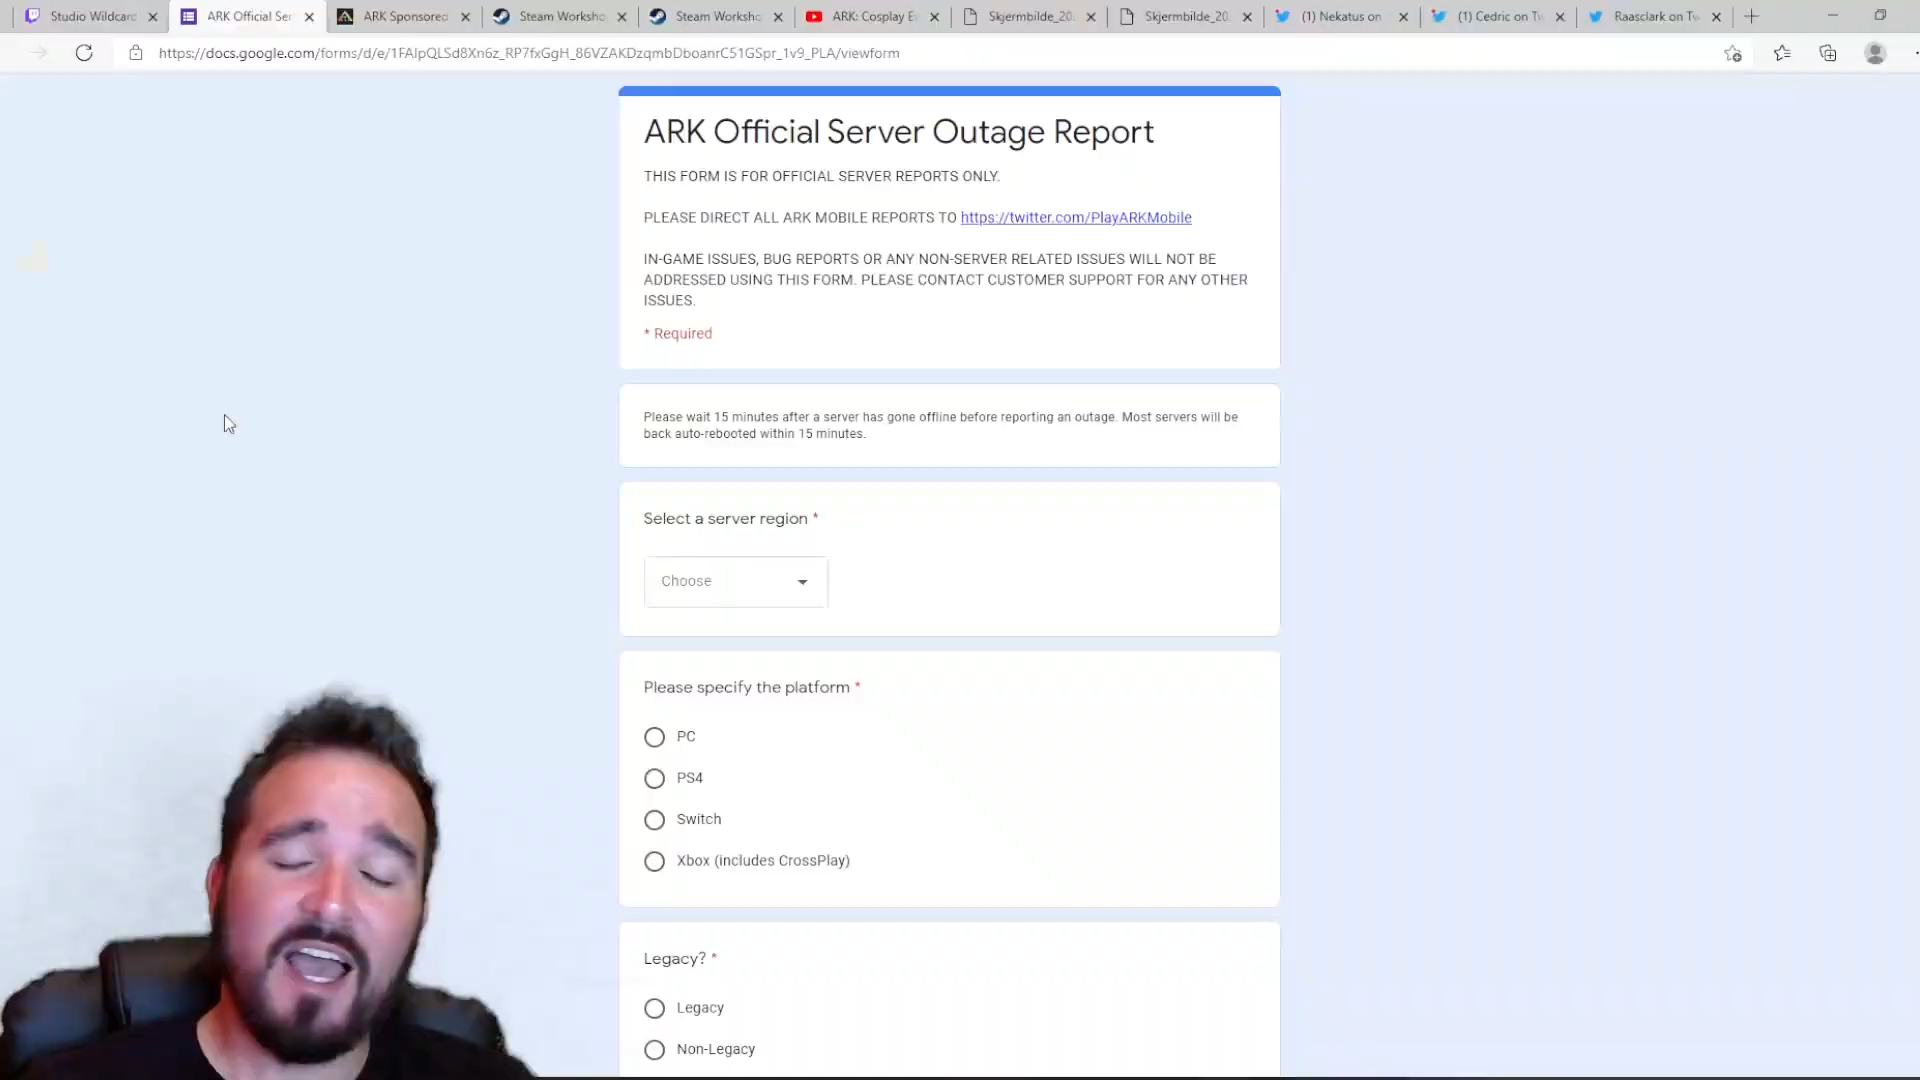 Studio Wildcard
ARK Official Ser
ARK Sponsored
Steam Worksho
Steam Worksho
ARK: Cosplay E
Skjermbilde_20
Skjermbilde_20
(1) Nekatus on
(1) Cedric on Tw
Raasclark on Tw
https://docs.google.com/forms/d/e/1FAIpQLSd8Xn6z_RP7fxGgH_86VZAKDzqmbDboanrC51GSpr_1v9_PLA/viewform
ARK Official Server Outage Report
THIS FORM IS FOR OFFICIAL SERVER REPORTS ONLY.
PLEASE DIRECT ALL ARK MOBILE REPORTS TO https://twitter.com/PlayARKMobile
IN-GAME ISSUES, BUG REPORTS OR ANY NON-SERVER RELATED ISSUES WILL NOT BE
ADDRESSED USING THIS FORM. PLEASE CONTACT CUSTOMER SUPPORT FOR ANY OTHER
ISSUES.
* Required
Please wait 15 minutes after a server has gone offline before reporting an outage. Most servers will be
back auto-rebooted within 15 minutes.
Select a server region *
Choose
Please specify the platform *
PC
PS4
Switch
Xbox (includes CrossPlay)
Legacy? *
Legacy
Non-Legacy